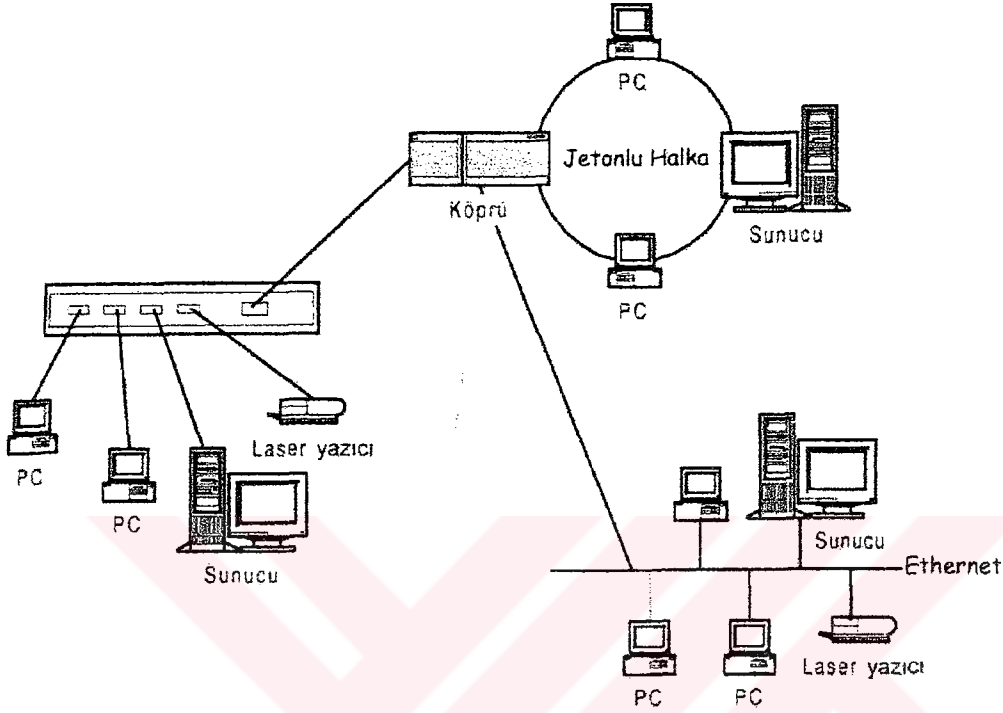 PC
Jetonlu Halka
Köprü
Sunucu
PC
Laser yazıcı
PC
PC
Sunucu
Sunucu
Ethernet
PC
PC
Laser yazıcı